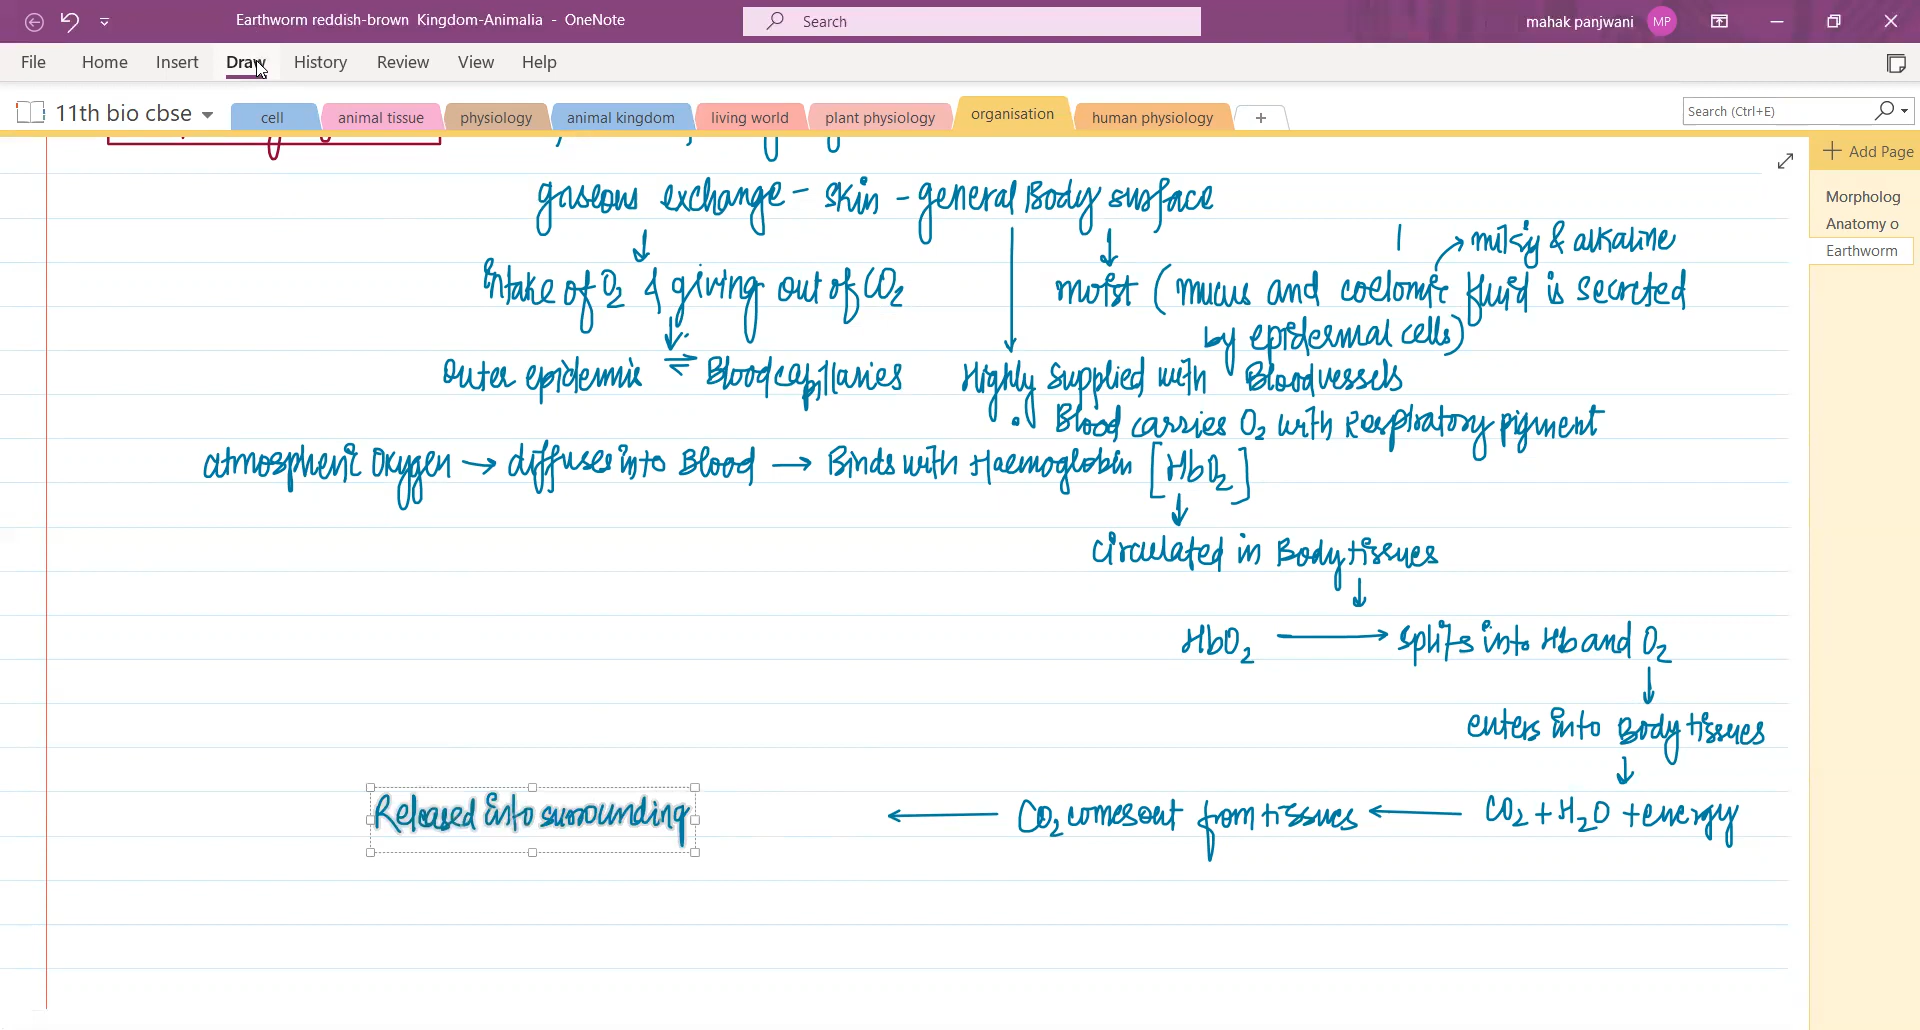 Earthworm reddish-brown Kingdom-Animalia - OneNote
Search
mahak panjwani MP
File Home Insert Draw History Review View Help
11th bio cbse
cell animal tissue physiology animal kingdom living world plant physiology organisation human physiology +
Search (Ctrl+E)
Add Page
Morpholog
Anatomy o
Earthworm
gaseous exchange - skin - general Body surface
milky & alkaline
Intake of O2 & giving out of CO2
moist (mucus and coelomic fluid is secreted
by epidermal cells)
outer epidermis ⇌ Blood capillaries
Highly supplied with Blood vessels
• Blood carries O2 with Respiratory pigment
atmospheric oxygen → diffuses into Blood → Binds with Haemoglobin [HbO2]
circulated in Body tissues
HbO2 → splits into Hb and O2
enters into Body tissues
CO2 + H2O + energy
CO2 comes out from tissues
Released into surrounding